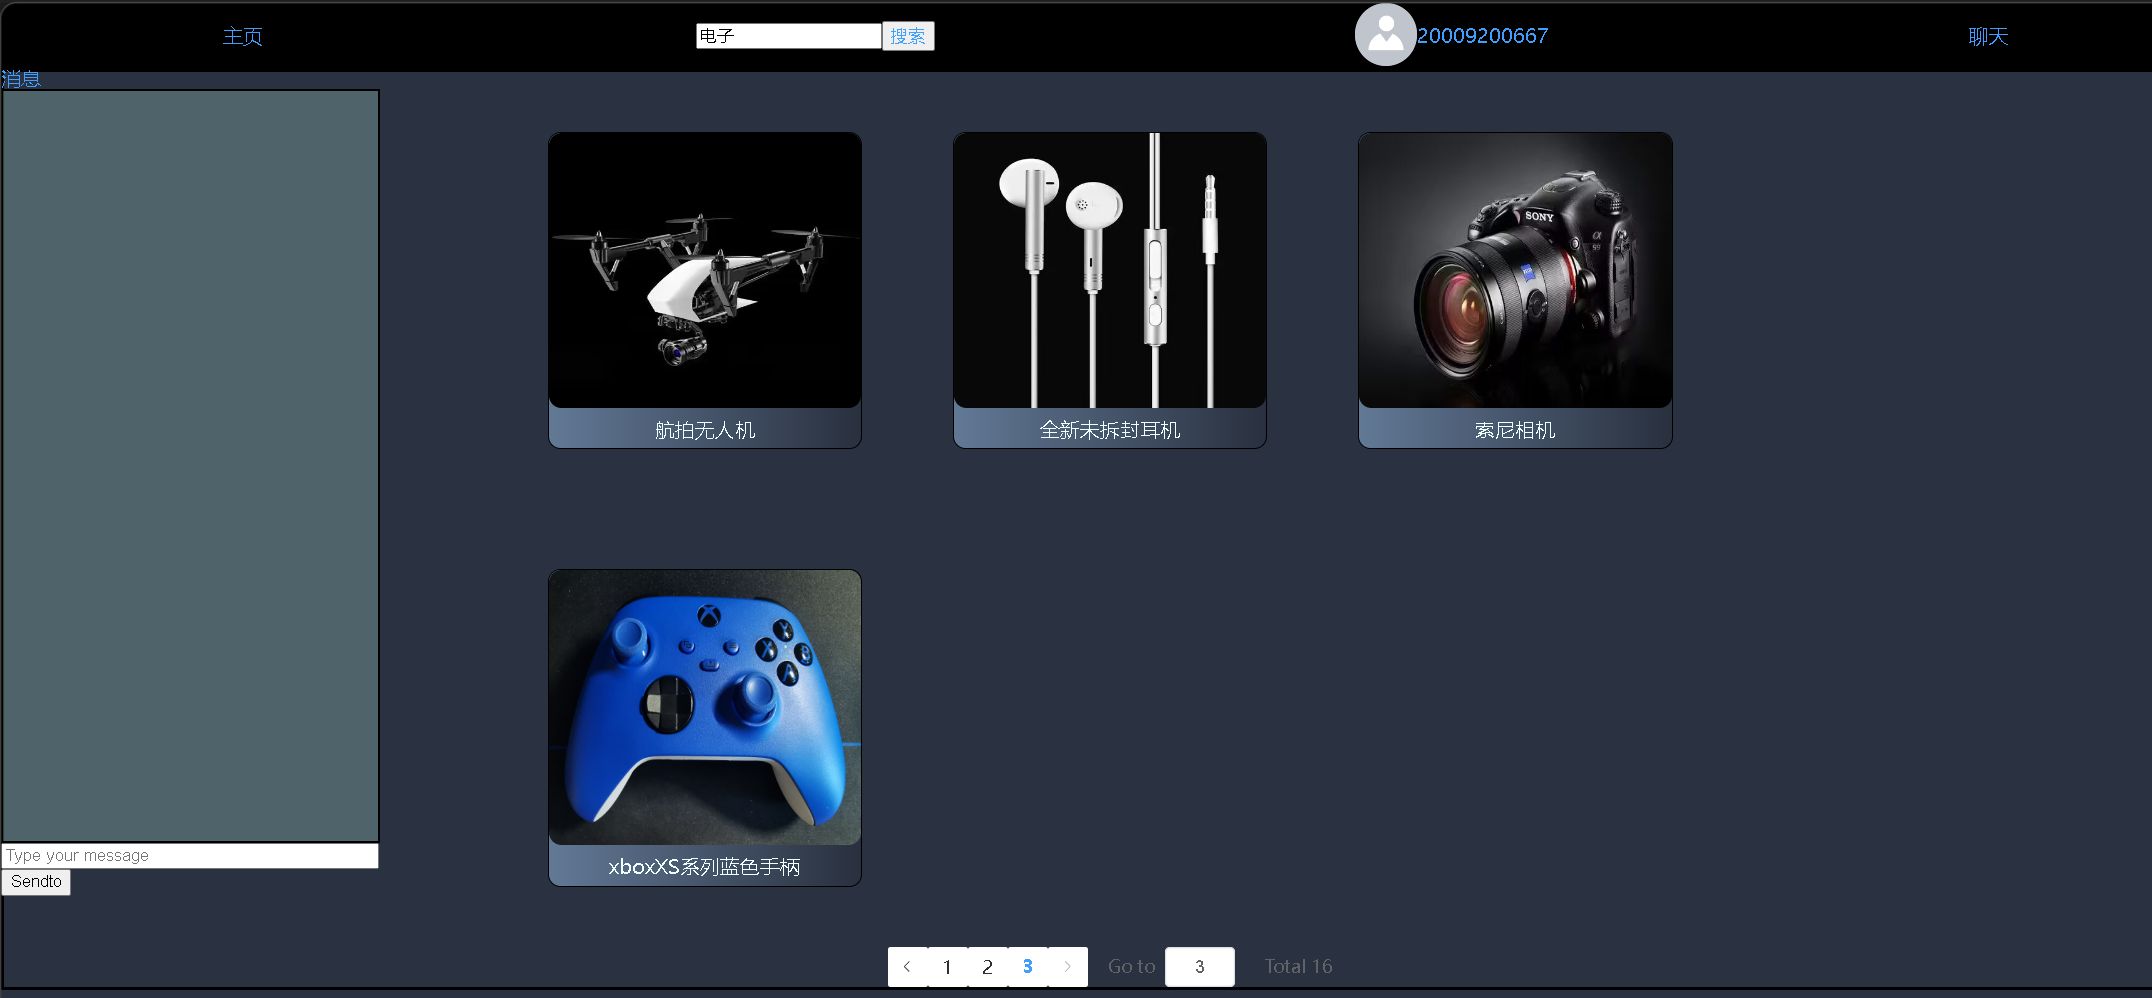 主页
电子 搜索
20009200667
聊天
消息
SONY
航拍无人机
全新未拆封耳机
索尼相机
X Y B A
xboxXS系列蓝色手柄
Type your message
Sendto
1 2 3 Go to 3 Total 16